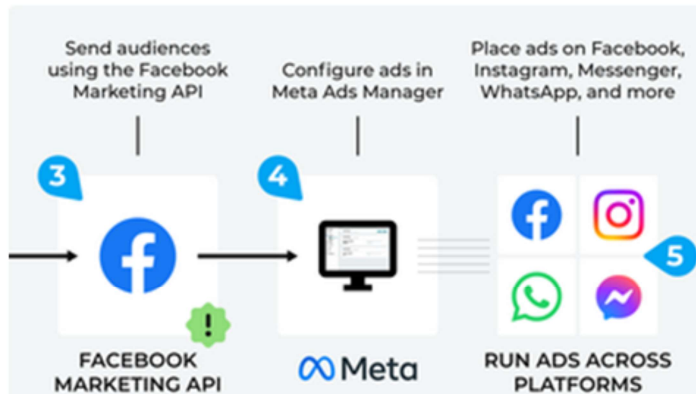 Send audiences
using the Facebook
Marketing API
Configure ads in
Meta Ads Manager
Place ads on Facebook,
Instagram, Messenger,
WhatsApp, and more
3
4
5
!
FACEBOOK
MARKETING API
Meta
RUN ADS ACROSS
PLATFORMS